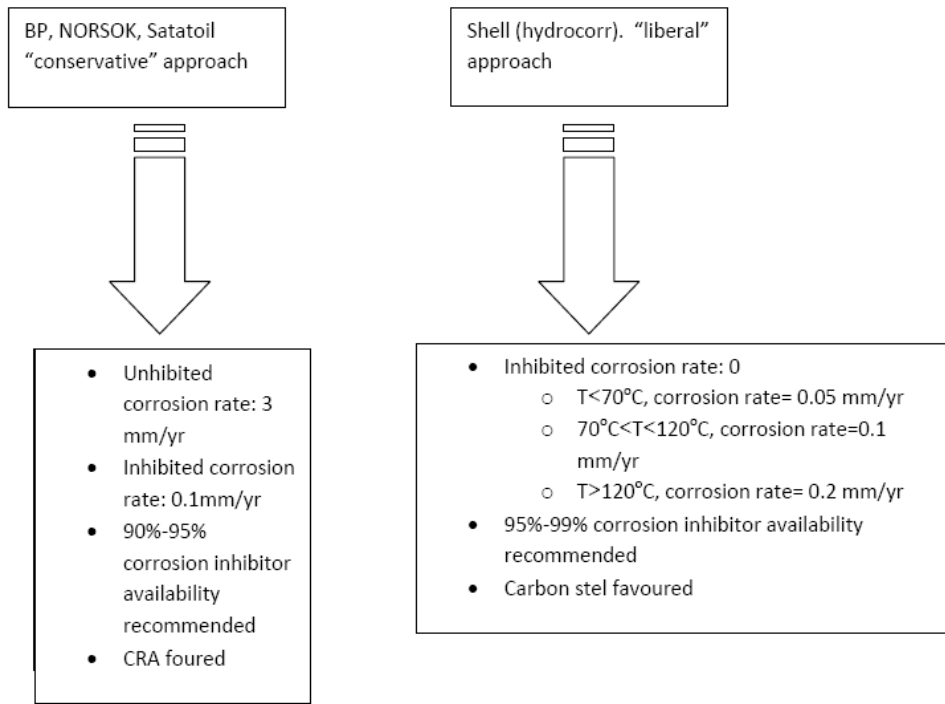 BP, NORSOK, Satatoil
“conservative” approach
Shell (hydrocorr). “liberal”
approach
• Unhibited
corrosion rate: 3
mm/yr
• Inhibited corrosion
rate: 0.1mm/yr
• 90%-95%
corrosion inhibitor
availability
recommended
• CRA foured
• Inhibited corrosion rate: 0
o T<70°C, corrosion rate= 0.05 mm/yr
o 70°C<T<120°C, corrosion rate=0.1
mm/yr
o T>120°C, corrosion rate= 0.2 mm/yr
• 95%-99% corrosion inhibitor availability
recommended
• Carbon stel favoured